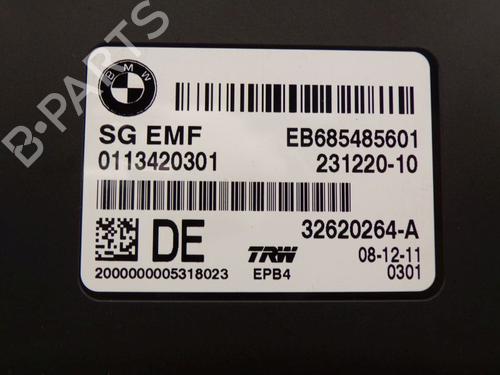 B-PARTS
BMW
SG EMF EB685485601
0113420301 231220-10
32620264-A
DE TRW 08-12-11
2000000005318023 EPB4 0301